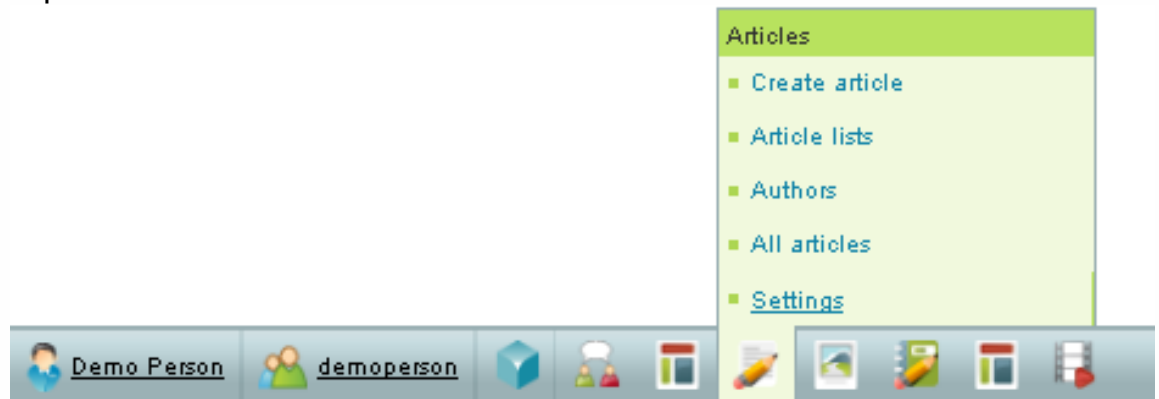 Articles
Create article
Article lists
Authors
All articles
Settings
Demo Person demoperson